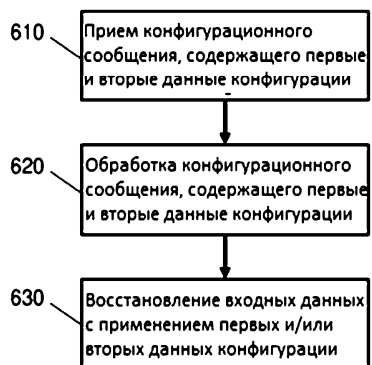 610
Прием конфигурационного
сообщения, содержащего первые
и вторые данные конфигурации
620
Обработка конфигурационного
сообщения, содержащего первые
и вторые данные конфигурации
630
Восстановление входных данных
с применением первых и/или
вторых данных конфигурации